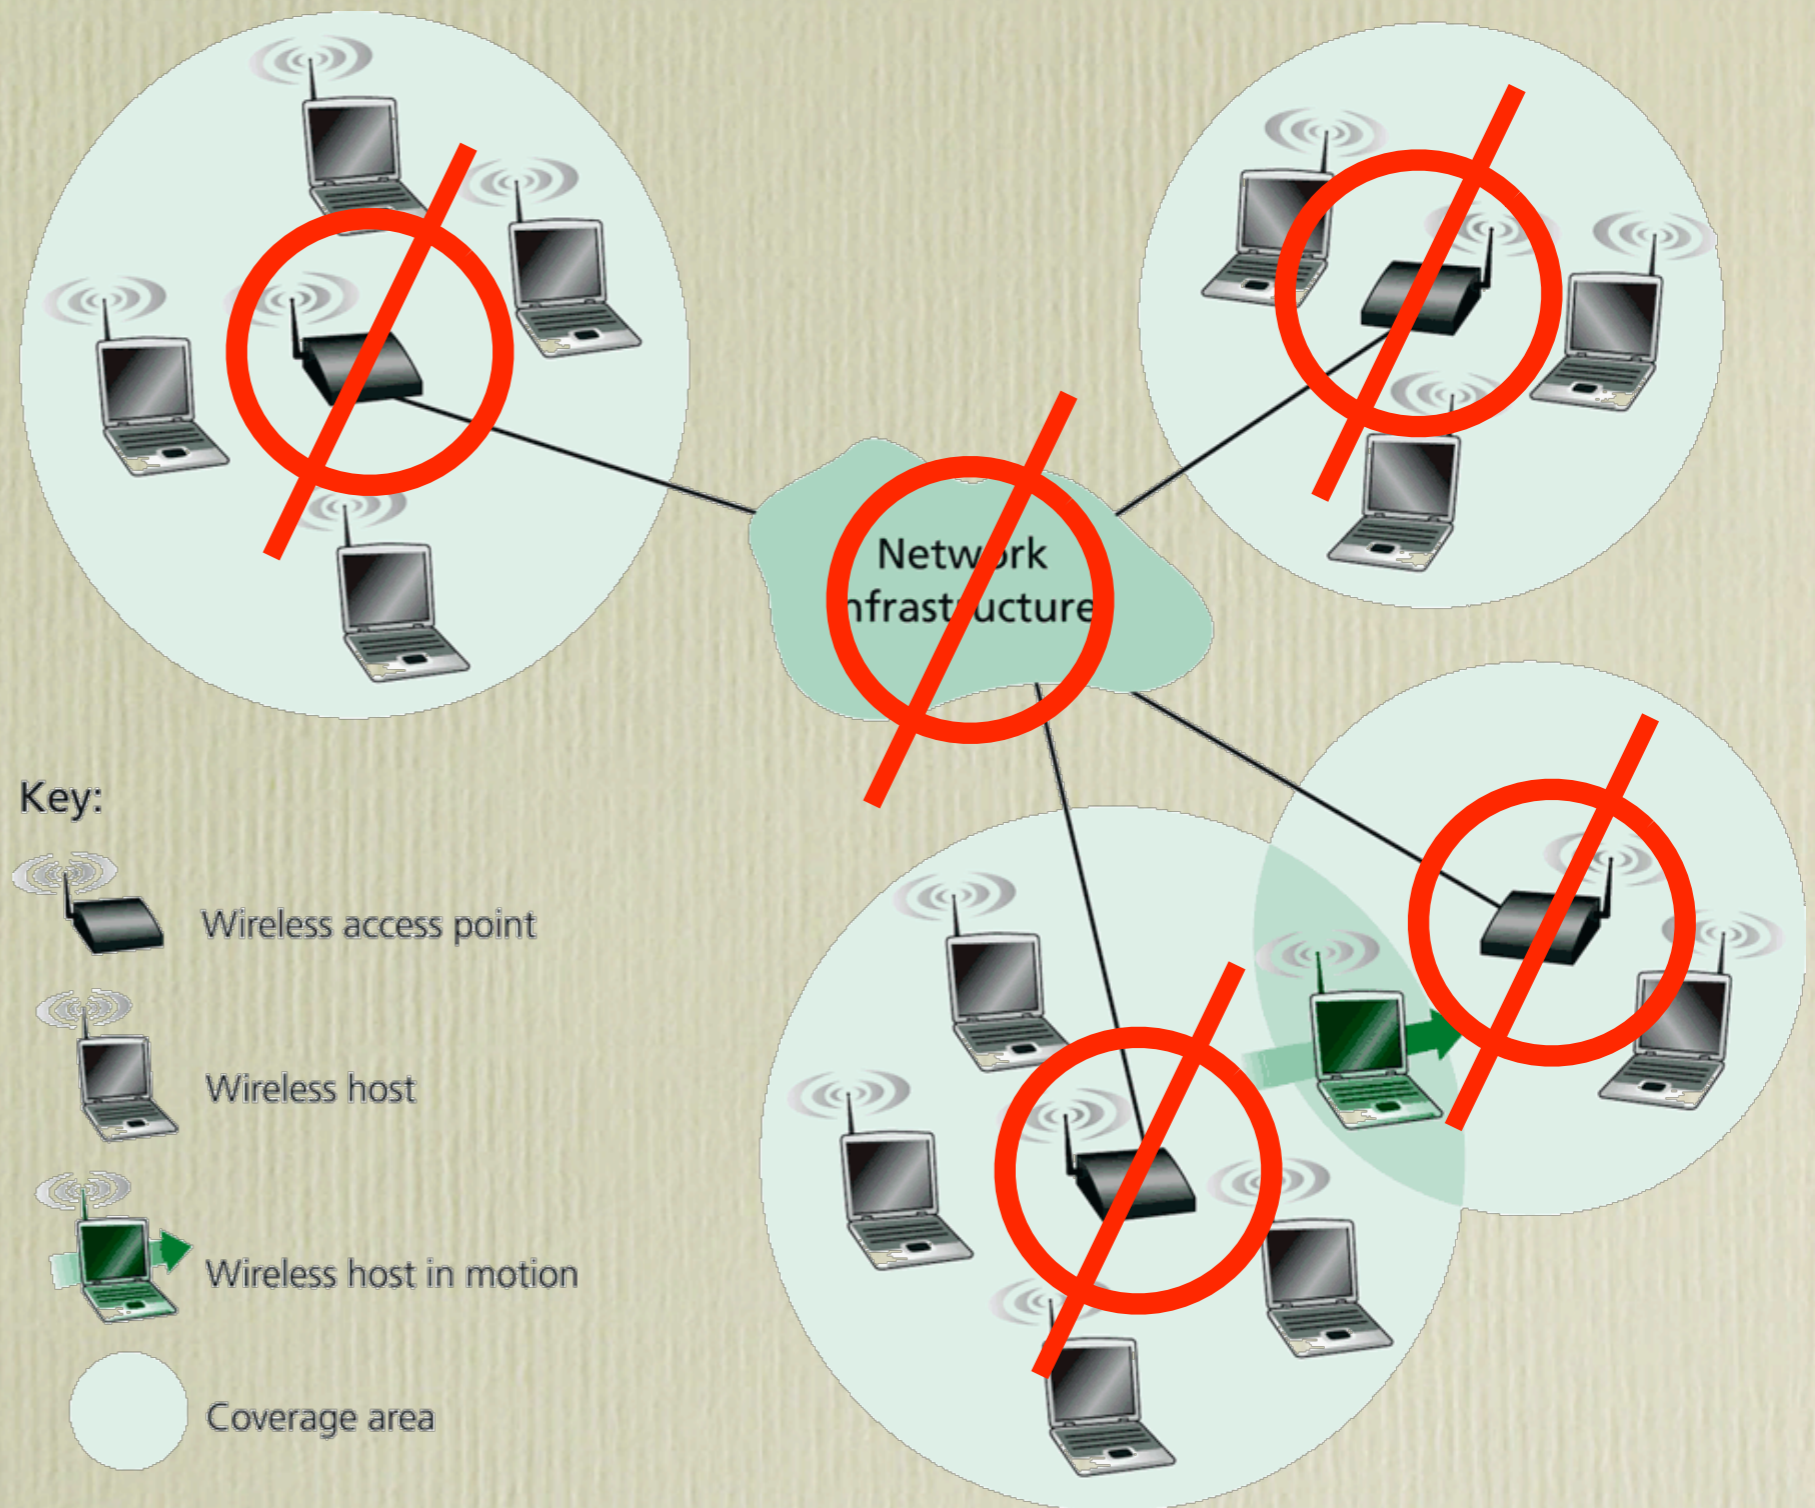 Network
nfrastructure
Key:
Wireless access point
Wireless host
Wireless host in motion
Coverage area